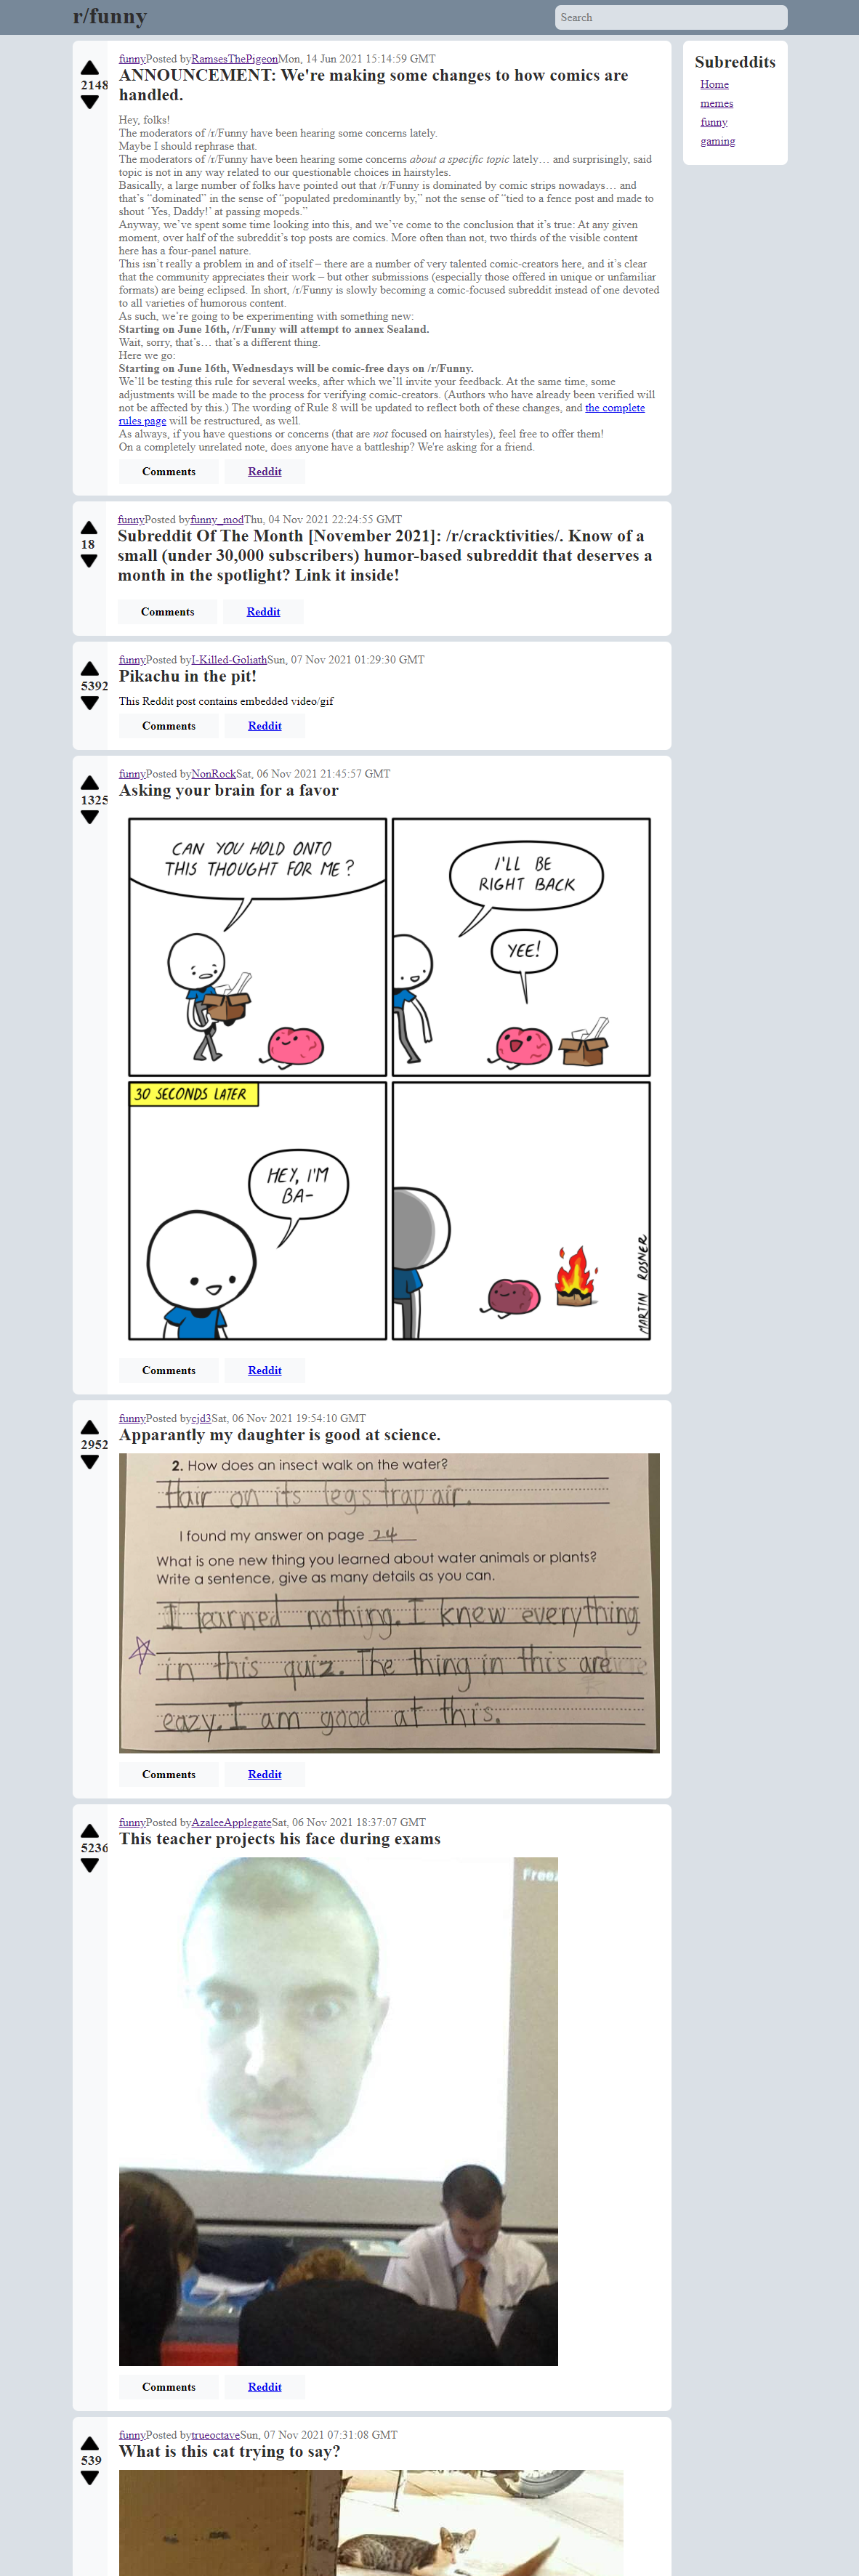 r/funny
Search
funnyPosted byRamsesThePigeonMon, 14 Jun 2021 15:14:59 GMT
ANNOUNCEMENT: We're making some changes to how comics are
handled.
2148
Hey, folks!
The moderators of /r/Funny have been hearing some concerns lately.
Maybe I should rephrase that.
The moderators of /r/Funny have been hearing some concerns about a specific topic lately… and surprisingly, said
topic is not in any way related to our questionable choices in hairstyles.
Basically, a large number of folks have pointed out that /r/Funny is dominated by comic strips nowadays… and
that’s “dominated” in the sense of “populated predominantly by,” not the sense of “tied to a fence post and made to
shout ‘Yes, Daddy!’ at passing mopeds.”
Anyway, we’ve spent some time looking into this, and we’ve come to the conclusion that it’s true: At any given
moment, over half of the subreddit’s top posts are comics. More often than not, two thirds of the visible content
here has a four-panel nature.
This isn’t really a problem in and of itself – there are a number of very talented comic-creators here, and it’s clear
that the community appreciates their work – but other submissions (especially those offered in unique or unfamiliar
formats) are being eclipsed. In short, /r/Funny is slowly becoming a comic-focused subreddit instead of one devoted
to all varieties of humorous content.
As such, we’re going to be experimenting with something new:
Starting on June 16th, /r/Funny will attempt to annex Sealand.
Wait, sorry, that’s… that’s a different thing.
Here we go:
Starting on June 16th, Wednesdays will be comic-free days on /r/Funny.
We’ll be testing this rule for several weeks, after which we’ll invite your feedback. At the same time, some
adjustments will be made to the process for verifying comic-creators. (Authors who have already been verified will
not be affected by this.) The wording of Rule 8 will be updated to reflect both of these changes, and the complete
rules page will be restructured, as well.
As always, if you have questions or concerns (that are not focused on hairstyles), feel free to offer them!
On a completely unrelated note, does anyone have a battleship? We're asking for a friend.
Comments Reddit
Subreddits
Home
memes
funny
gaming
funnyPosted byfunny_modThu, 04 Nov 2021 22:24:55 GMT
18
Subreddit Of The Month [November 2021]: /r/cracktivities/. Know of a
small (under 30,000 subscribers) humor-based subreddit that deserves a
month in the spotlight? Link it inside!
Comments Reddit
funnyPosted byI-Killed-GoliathSun, 07 Nov 2021 01:29:30 GMT
5392
Pikachu in the pit!
This Reddit post contains embedded video/gif
Comments Reddit
funnyPosted byNonRockSat, 06 Nov 2021 21:45:57 GMT
1325
Asking your brain for a favor
CAN YOU HOLD ONTO
THIS THOUGHT FOR ME?
I'LL BE
RIGHT BACK
YEE!
30 SECONDS LATER
HEY, I'M
BA-
MARTIN ROSNER
Comments Reddit
funnyPosted bycjd3Sat, 06 Nov 2021 19:54:10 GMT
2952
Apparantly my daughter is good at science.
2. How does an insect walk on the water?
Hair on its legs trap air.
I found my answer on page 24
What is one new thing you learned about water animals or plants?
Write a sentence, give as many details as you can.
I learned nothing. I knew everything
in this quiz. The thing in this are
eazy. I am good at this.
Comments Reddit
funnyPosted byAzaleeApplegateSat, 06 Nov 2021 18:37:07 GMT
5236
This teacher projects his face during exams
Comments Reddit
funnyPosted bytrueoctaveSun, 07 Nov 2021 07:31:08 GMT
539
What is this cat trying to say?